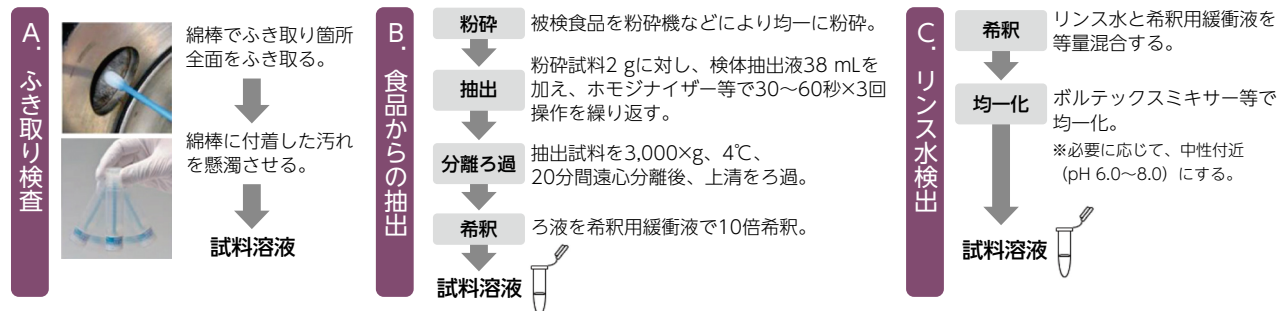 A. ふき取り検査
綿棒でふき取り箇所
全面をふき取る。
綿棒に付着した汚れ
を懸濁させる。
試料溶液
B. 食品からの抽出
粉砕
被検食品を粉砕機などにより均一に粉砕。
抽出
粉砕試料2 gに対し、検体抽出液38 mLを
加え、ホモジナイザー等で30～60秒×3回
操作を繰り返す。
分離ろ過
抽出試料を3,000×g、4℃、
20分間遠心分離後、上清をろ過。
希釈
ろ液を希釈用緩衝液で10倍希釈。
試料溶液
C. リンス水検出
希釈
リンス水と希釈用緩衝液を
等量混合する。
均一化
ボルテックスミキサー等で
均一化。
※必要に応じて、中性付近
（pH 6.0～8.0）にする。
試料溶液